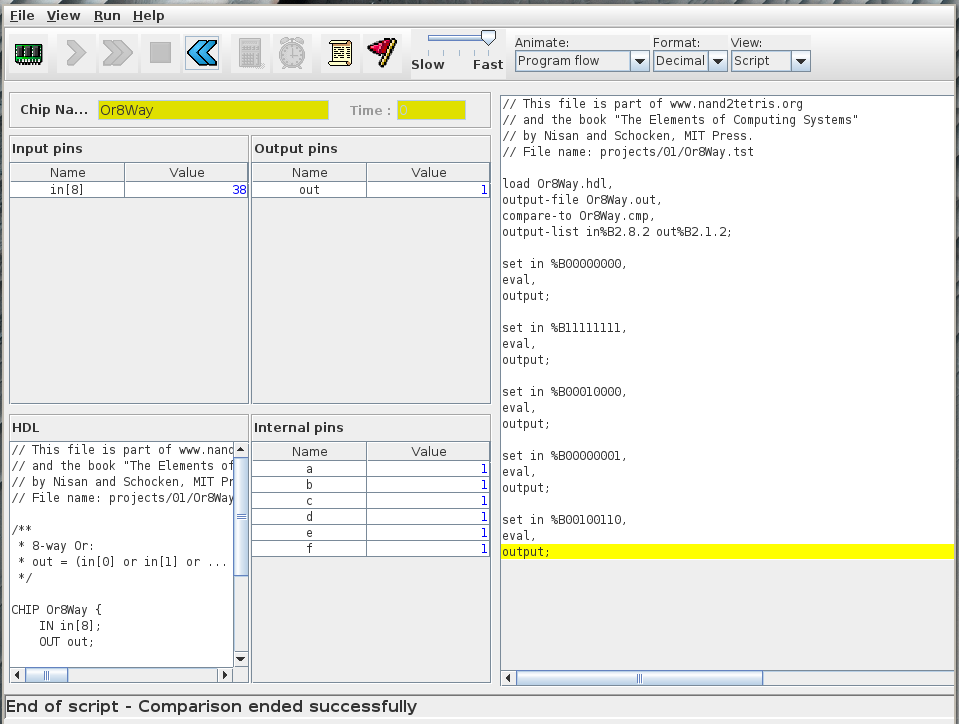 File View Run Help
Slow Fast
Animate: Format: View:
Program flow Decimal Script
Chip Na... Or8Way Time : 0
Input pins
Name Value
in[8] 38
Output pins
Name Value
out 1
HDL
// This file is part of www.nand
// and the book "The Elements of
// by Nisan and Schocken, MIT Pr
// File name: projects/01/Or8Way
/**
* 8-way Or:
* out = (in[0] or in[1] or ...
*/
CHIP Or8Way {
IN in[8];
OUT out;
Internal pins
Name Value
a 1
b 1
c 1
d 1
e 1
f 1
// This file is part of www.nand2tetris.org
// and the book "The Elements of Computing Systems"
// by Nisan and Schocken, MIT Press.
// File name: projects/01/Or8Way.tst
load Or8Way.hdl,
output-file Or8Way.out,
compare-to Or8Way.cmp,
output-list in%B2.8.2 out%B2.1.2;
set in %B00000000,
eval,
output;
set in %B11111111,
eval,
output;
set in %B00010000,
eval,
output;
set in %B00000001,
eval,
output;
set in %B00100110,
eval,
output;
End of script - Comparison ended successfully